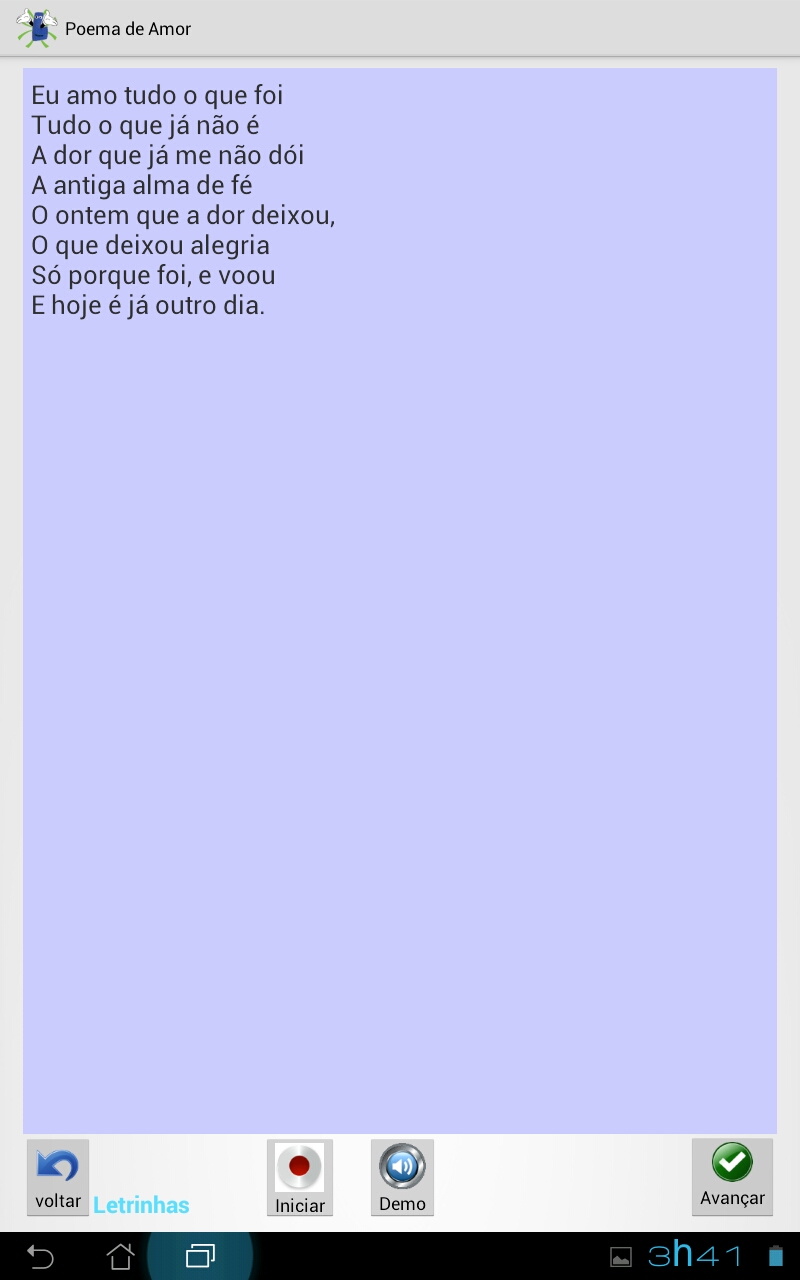 Poema de Amor
Eu amo tudo o que foi
Tudo o que já não é
A dor que já me não dói
A antiga alma de fé
O ontem que a dor deixou,
O que deixou alegria
Só porque foi, e voou
E hoje é já outro dia.
voltar
Letrinhas
Iniciar
Demo
Avançar
3h41